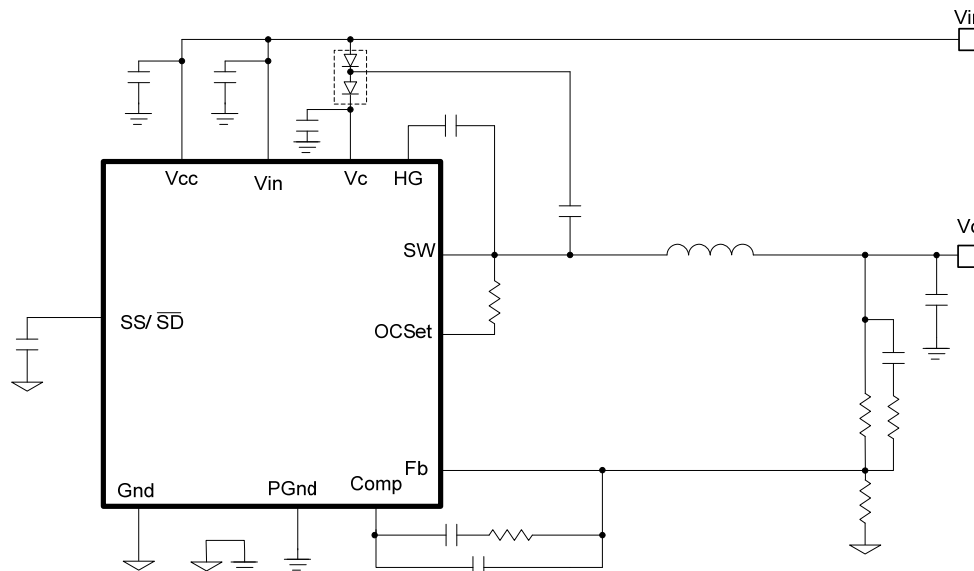 Vin
Vcc
Vin
Vc
HG
SW
SS/ SD
OCSet
Fb
Comp
Gnd
PGnd